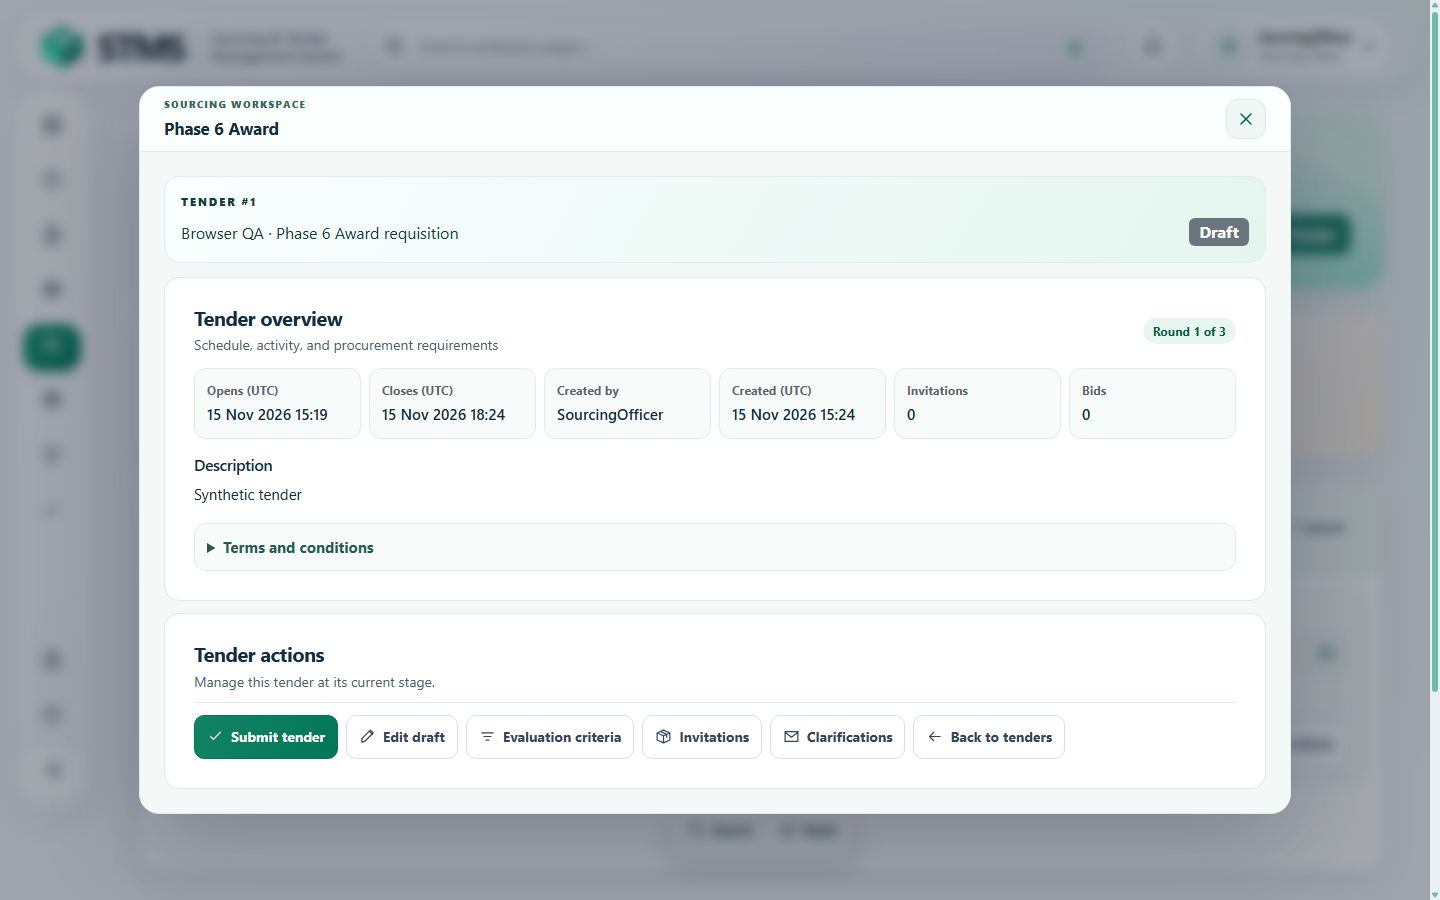 STMS
SOURCING WORKSPACE
Phase 6 Award
TENDER #1
Browser QA · Phase 6 Award requisition
Draft
Tender overview
Schedule, activity, and procurement requirements
Round 1 of 3
Opens (UTC)
15 Nov 2026 15:19
Closes (UTC)
15 Nov 2026 18:24
Created by
SourcingOfficer
Created (UTC)
15 Nov 2026 15:24
Invitations
0
Bids
0
Description
Synthetic tender
Terms and conditions
Tender actions
Manage this tender at its current stage.
Submit tender
Edit draft
Evaluation criteria
Invitations
Clarifications
Back to tenders